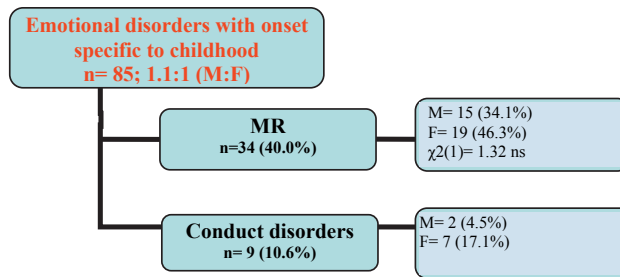 Emotional disorders with onset
specific to childhood
n= 85; 1.1:1 (M:F)
MR
n=34 (40.0%)
M= 15 (34.1%)
F= 19 (46.3%)
χ2(1)= 1.32 ns
Conduct disorders
n= 9 (10.6%)
M= 2 (4.5%)
F= 7 (17.1%)